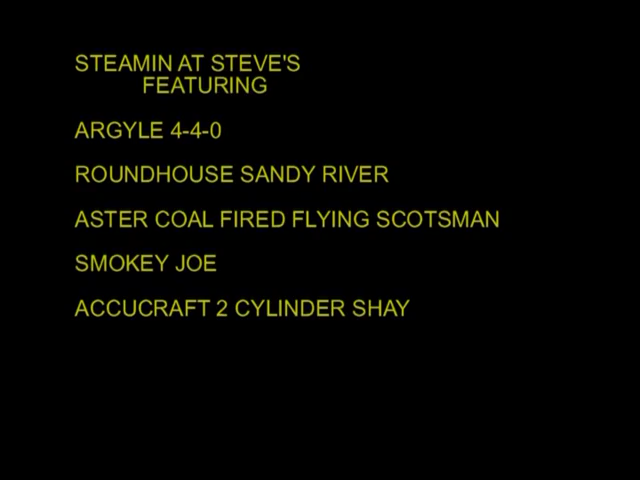 STEAMIN AT STEVE'S
FEATURING
ARGYLE 4-4-0
ROUNDHOUSE SANDY RIVER
ASTER COAL FIRED FLYING SCOTSMAN
SMOKEY JOE
ACCUCRAFT 2 CYLINDER SHAY